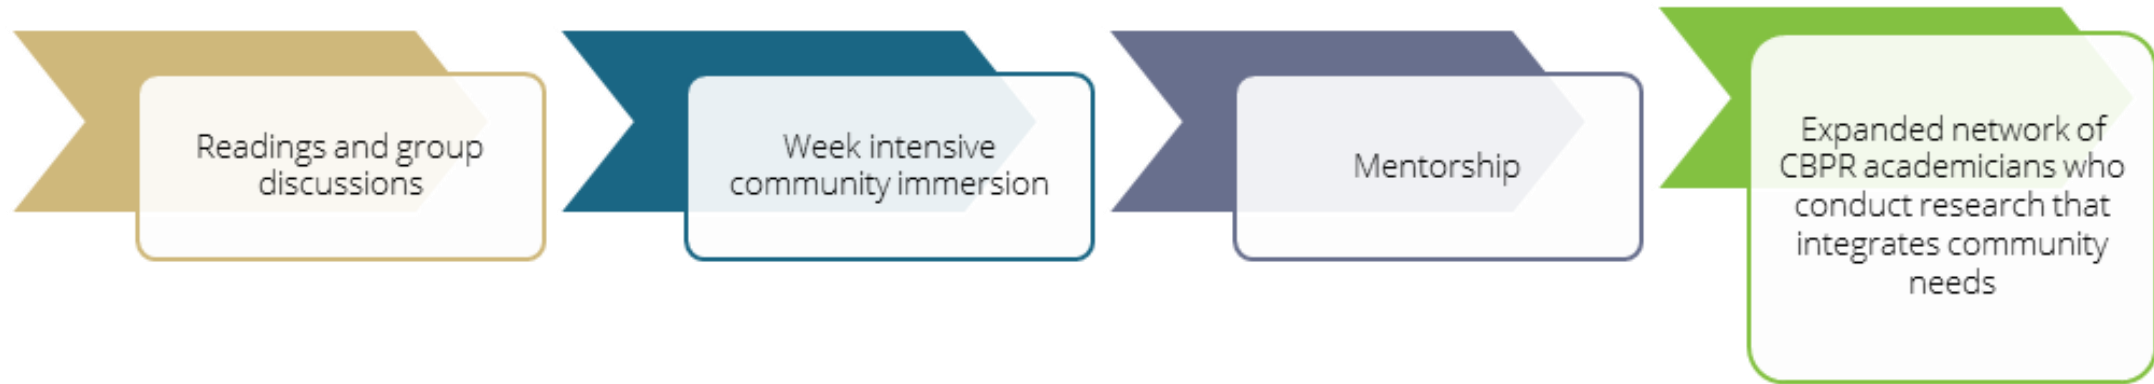 Readings and group
discussions
Week intensive
community immersion
Mentorship
Expanded network of
CBPR academicians who
conduct research that
integrates community
needs